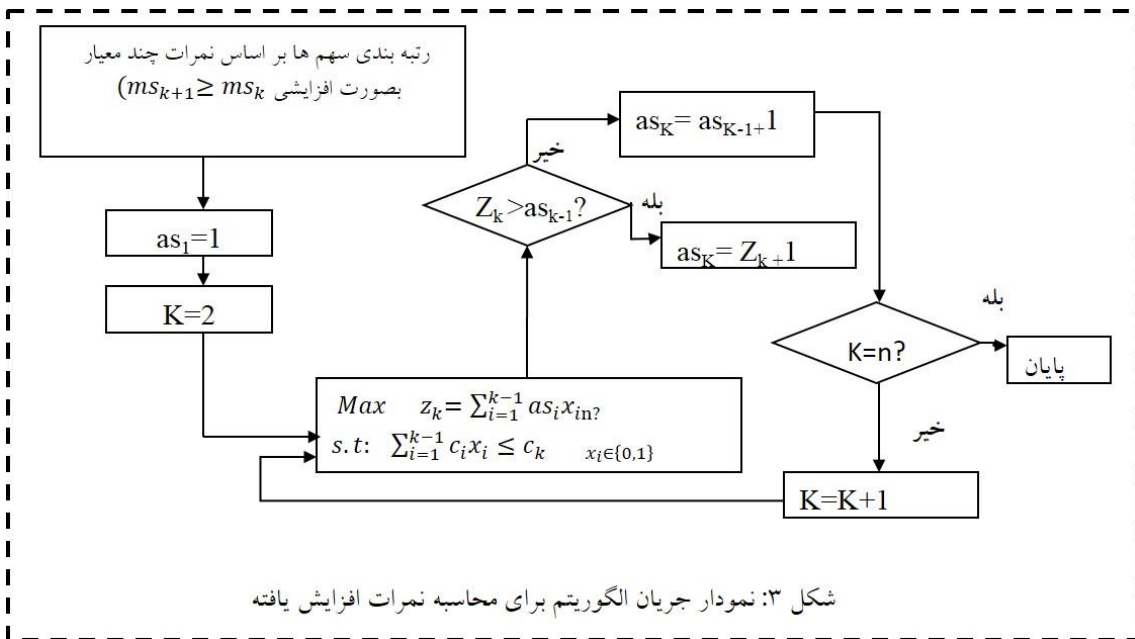 رتبه بندی سهم ها بر اساس نمرات چند معیار
بصورت افزایشی ms_{k+1} ≥ ms_k)
as_1=1
K=2
Max z_k = ∑_{i=1}^{k-1} as_i x_{in?}
s.t: ∑_{i=1}^{k-1} c_i x_i ≤ c_k x_i∈{0,1}
Z_k>as_{k-1}?
خیر
as_K= as_{K-1+}1
بله
as_K= Z_{k+}1
K=n?
بله
پایان
خیر
K=K+1
شکل ۳: نمودار جریان الگوریتم برای محاسبه نمرات افزایش یافته